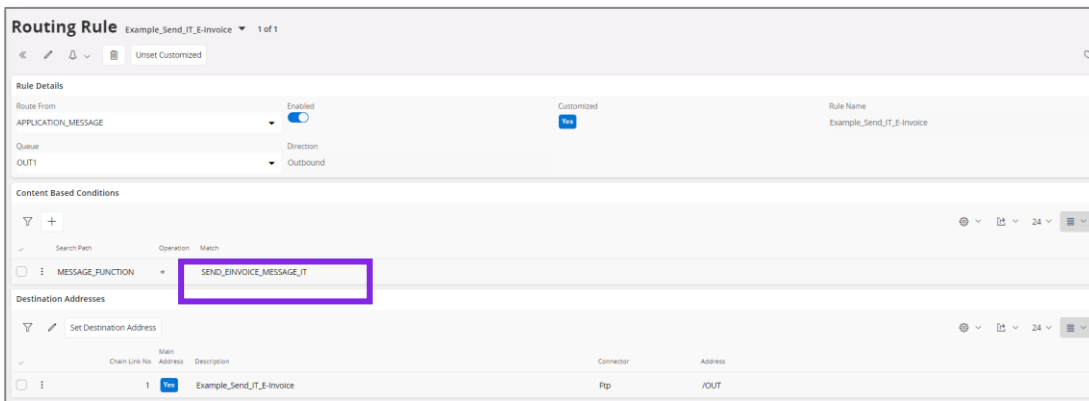 Routing Rule Example_Send_IT_E-Invoice 1 of 1
Unset Customized
Rule Details
Route From Enabled Customized Rule Name
APPLICATION_MESSAGE Yes Example_Send_IT_E-Invoice
Queue Direction
OUT1 Outbound
Content Based Conditions
24
Search Path Operation Match
MESSAGE_FUNCTION = SEND_EINVOICE_MESSAGE_IT
Destination Addresses
Set Destination Address 24
Chain Link No Main Address Description Connector Address
1 Yes Example_Send_IT_E-Invoice Ftp /OUT